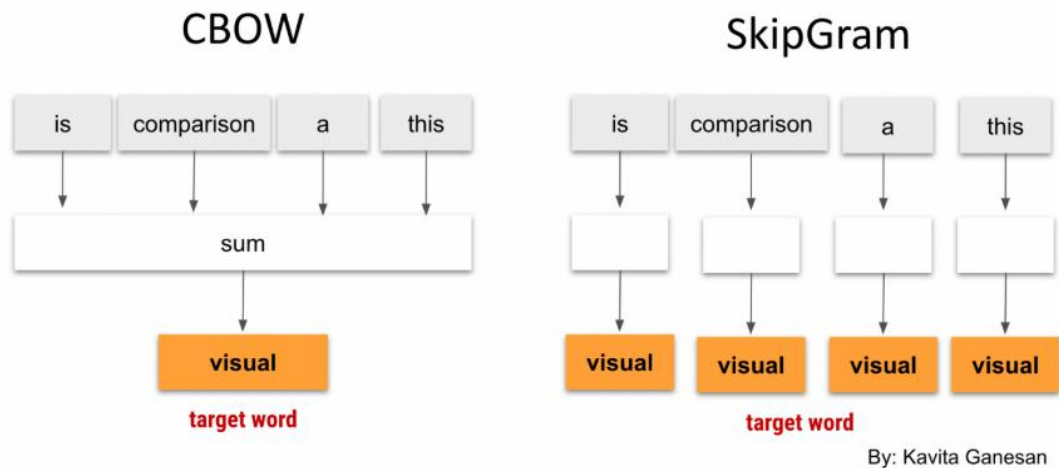 CBOW
is comparison a this
sum
visual
target word
SkipGram
is comparison a this
visual visual visual visual
target word
By: Kavita Ganesan